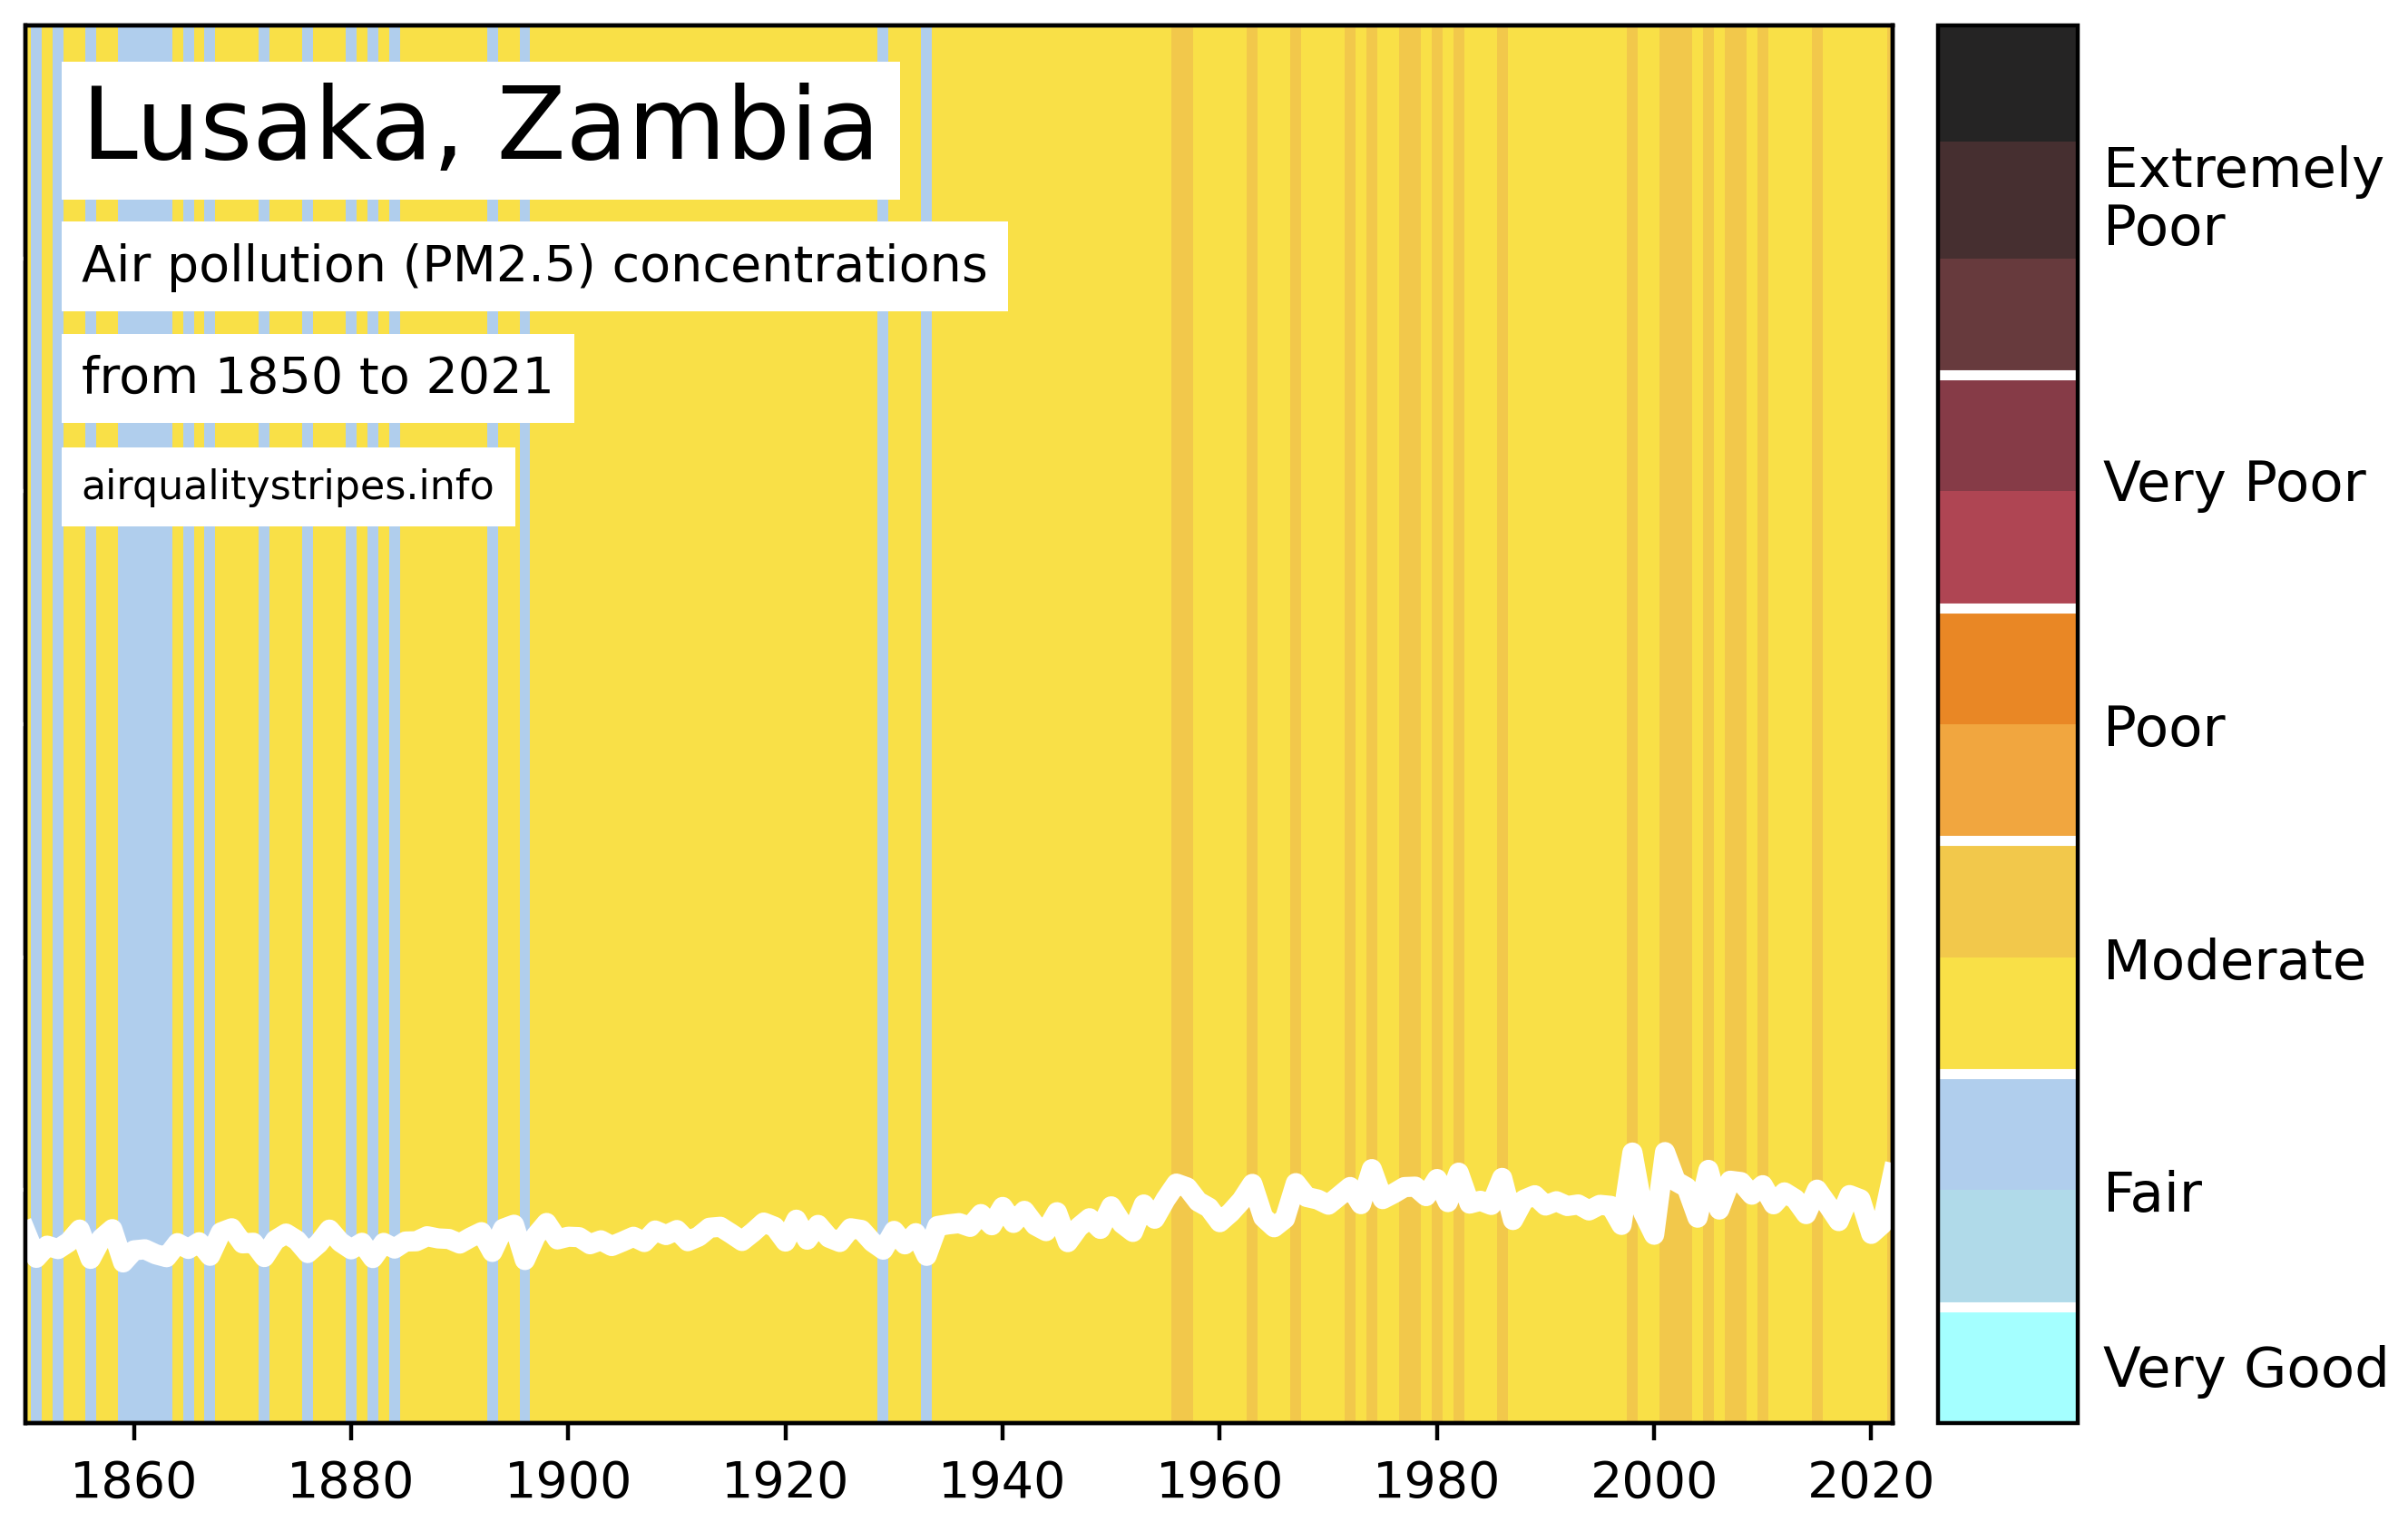 Lusaka, Zambia
Air pollution (PM2.5) concentrations
from 1850 to 2021
airqualitystripes.info
Extremely
Poor
Very Poor
Poor
Moderate
Fair
Very Good
1860 1880 1900 1920 1940 1960 1980 2000 2020